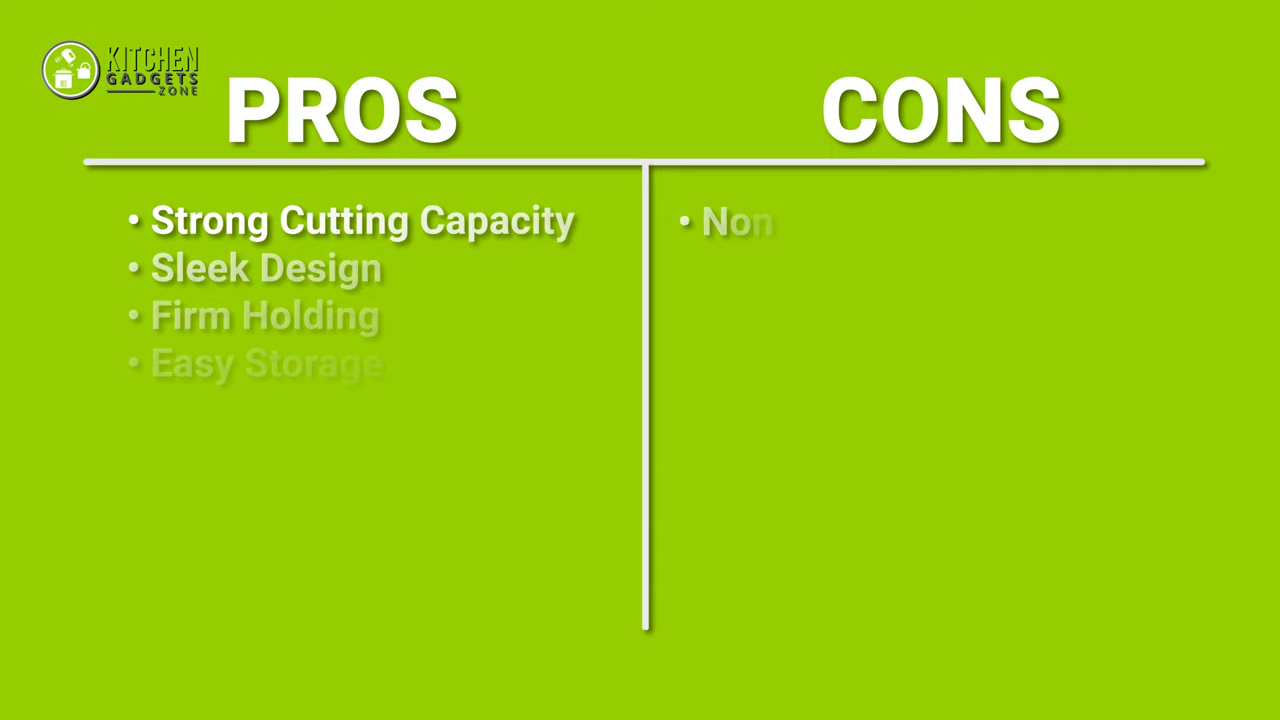 KITCHEN
GADGETS
ZONE
PROS
CONS
• Strong Cutting Capacity
• Sleek Design
• Firm Holding
• Easy Storage
• Non